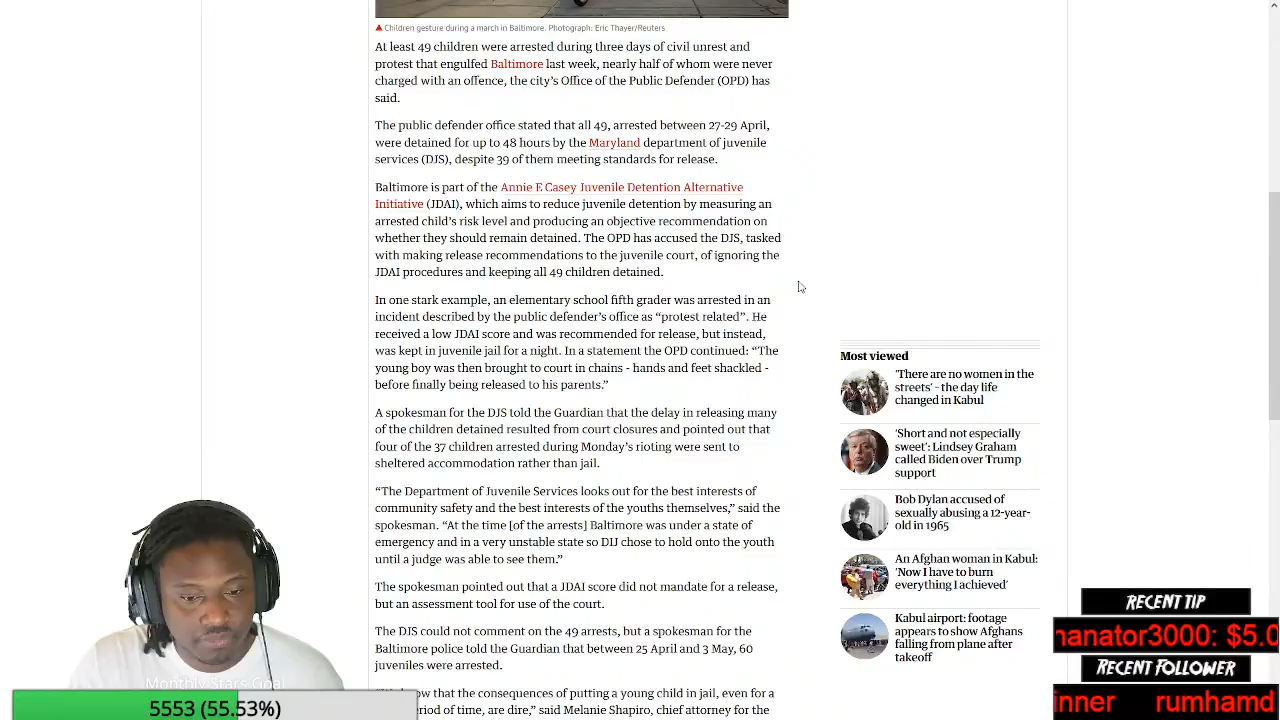 Children gesture during a march in Baltimore. Photograph: Eric Thayer/Reuters
At least 49 children were arrested during three days of civil unrest and
protest that engulfed Baltimore last week, nearly half of whom were never
charged with an offence, the city's Office of the Public Defender (OPD) has
said.
The public defender office stated that all 49, arrested between 27-29 April,
were detained for up to 48 hours by the Maryland department of juvenile
services (DJS), despite 39 of them meeting standards for release.
Baltimore is part of the Annie E Casey Juvenile Detention Alternative
Initiative (JDAI), which aims to reduce juvenile detention by measuring an
arrested child's risk level and producing an objective recommendation on
whether they should remain detained. The OPD has accused the DJS, tasked
with making release recommendations to the juvenile court, of ignoring the
JDAI procedures and keeping all 49 children detained.
In one stark example, an elementary school fifth grader was arrested in an
incident described by the public defender's office as “protest related”. He
received a low JDAI score and was recommended for release, but instead,
was kept in juvenile jail for a night. In a statement the OPD continued: “The
young boy was then brought to court in chains - hands and feet shackled -
before finally being released to his parents.”
A spokesman for the DJS told the Guardian that the delay in releasing many
of the children detained resulted from court closures and pointed out that
four of the 37 children arrested during Monday's rioting were sent to
sheltered accommodation rather than jail.
“The Department of Juvenile Services looks out for the best interests of
community safety and the best interests of the youths themselves,” said the
spokesman. “At the time [of the arrests] Baltimore was under a state of
emergency and in a very unstable state so DIJ chose to hold onto the youth
until a judge was able to see them.”
The spokesman pointed out that a JDAI score did not mandate for a release,
but an assessment tool for use of the court.
The DJS could not comment on the 49 arrests, but a spokesman for the
Baltimore police told the Guardian that between 25 April and 3 May, 60
juveniles were arrested.
that the consequences of putting a young child in jail, even for a
period of time, are dire,” said Melanie Shapiro, chief attorney for the
Most viewed
'There are no women in the
streets' – the day life
changed in Kabul
'Short and not especially
sweet': Lindsey Graham
called Biden over Trump
support
Bob Dylan accused of
sexually abusing a 12-year-
old in 1965
An Afghan woman in Kabul:
'Now I have to burn
everything I achieved'
Kabul airport: footage
appears to show Afghans
falling from plane after
takeoff
Monthly Stars Goal
5553 (55.53%)
RECENT TIP
anator3000: $5.0
RECENT FOLLOWER
inner rumhamd